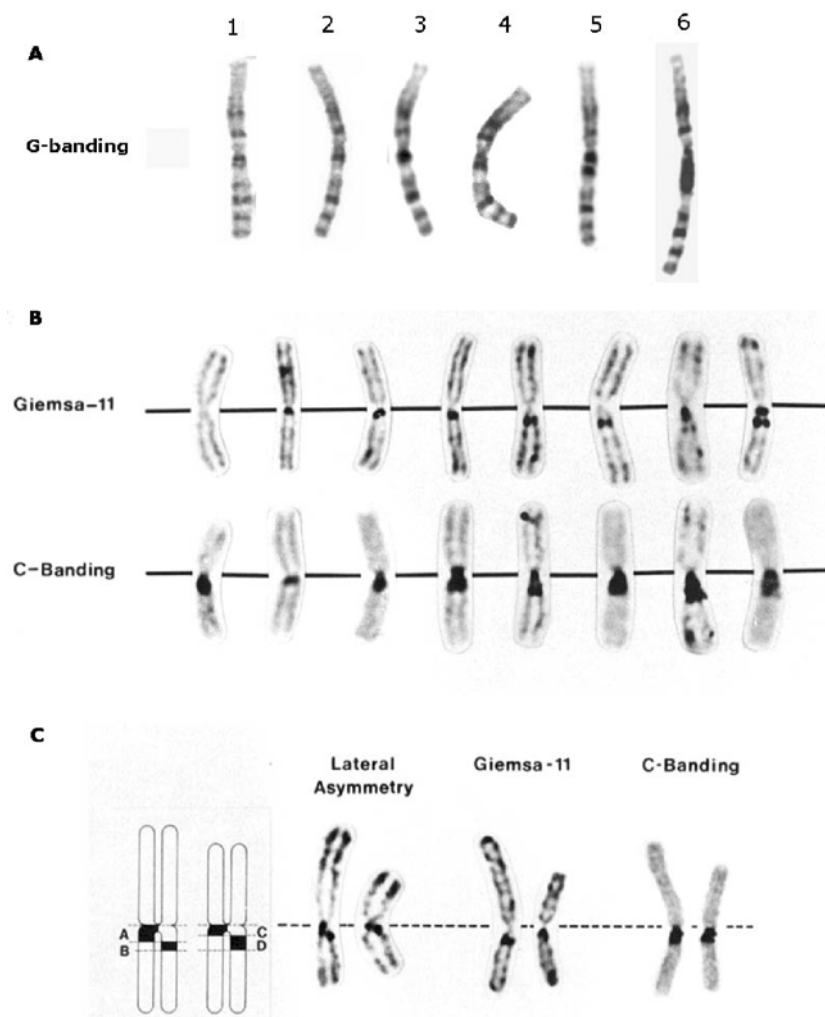 1 2 3 4 5 6
A
G-banding
B
Giemsa-11
C-Banding
C
Lateral
Asymmetry
Giemsa-11
C-Banding
A
B
C
D